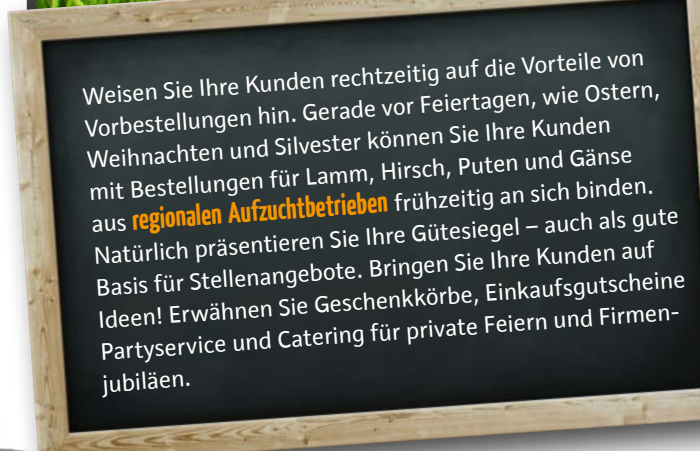 Weisen Sie Ihre Kunden rechtzeitig auf die Vorteile von
Vorbestellungen hin. Gerade vor Feiertagen, wie Ostern,
Weihnachten und Silvester können Sie Ihre Kunden
mit Bestellungen für Lamm, Hirsch, Puten und Gänse
aus regionalen Aufzuchtbetrieben frühzeitig an sich binden.
Natürlich präsentieren Sie Ihre Gütesiegel – auch als gute
Basis für Stellenangebote. Bringen Sie Ihre Kunden auf
Ideen! Erwähnen Sie Geschenkkörbe, Einkaufsgutscheine
Partyservice und Catering für private Feiern und Firmen-
jubiläen.